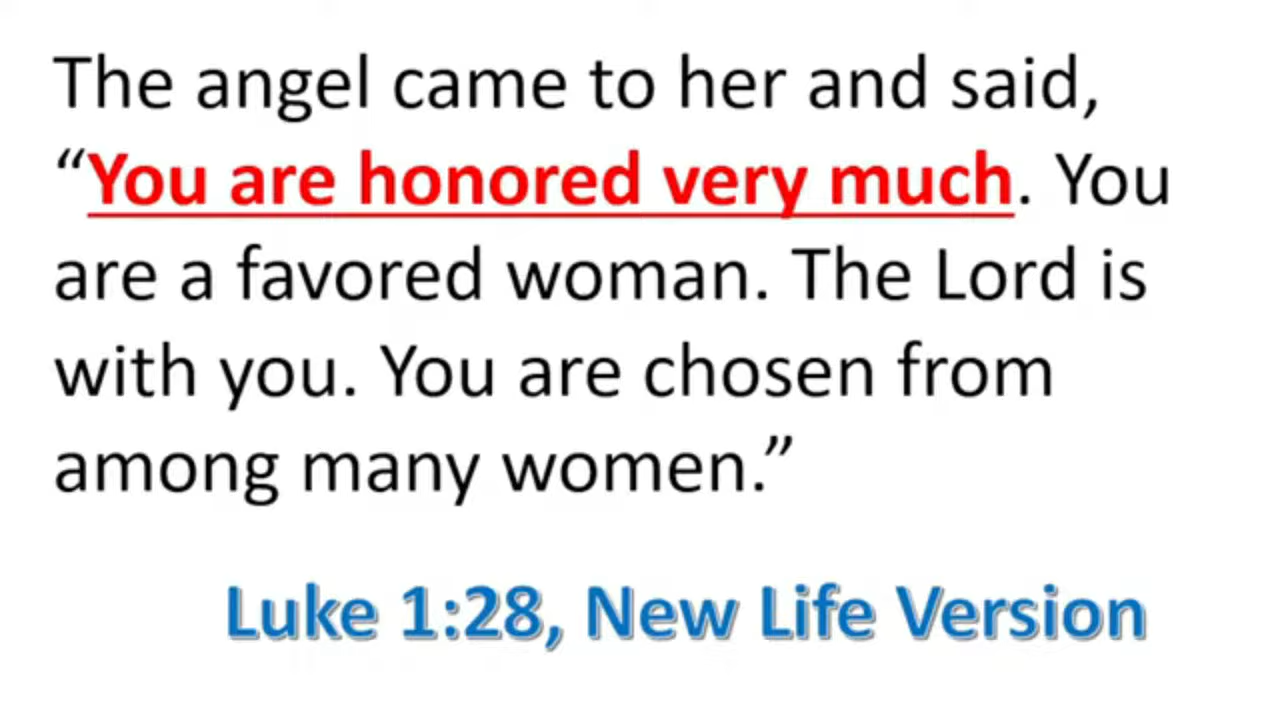 The angel came to her and said,
“You are honored very much. You
are a favored woman. The Lord is
with you. You are chosen from
among many women.”
Luke 1:28, New Life Version